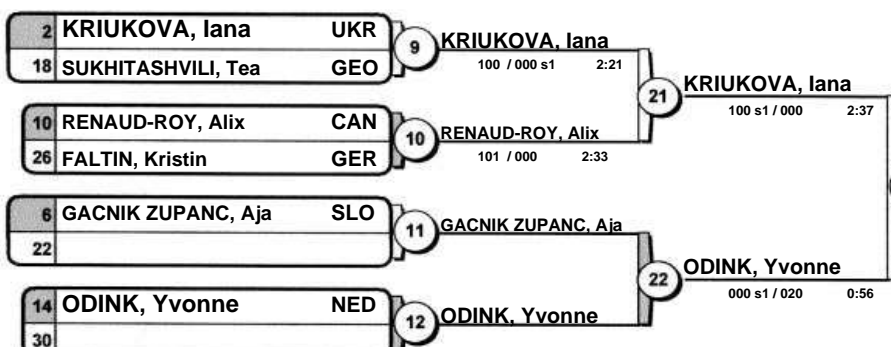 2 KRIUKOVA, Iana UKR
18 SUKHITASHVILI, Tea GEO
9
KRIUKOVA, Iana
100 / 000 s1 2:21
10 RENAUD-ROY, Alix CAN
26 FALTIN, Kristin GER
10
RENAUD-ROY, Alix
101 / 000 2:33
21
KRIUKOVA, Iana
100 s1 / 000 2:37
6 GACNIK ZUPANC, Aja SLO
22
11
GACNIK ZUPANC, Aja
14 ODINK, Yvonne NED
30
12
ODINK, Yvonne
22
ODINK, Yvonne
000 s1 / 020 0:56